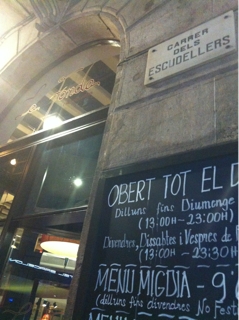 CARRER
DELS
ESCUDELLERS
OBERT TOT EL D
Dilluns fins Diumenge
(13:00H - 23:00H)
Divendres, Dissabtes i Vespres de F
(13:00H - 23:30H
MENÚ MIGDIA - 9'
(dilluns fins divendres No Fest
MENU